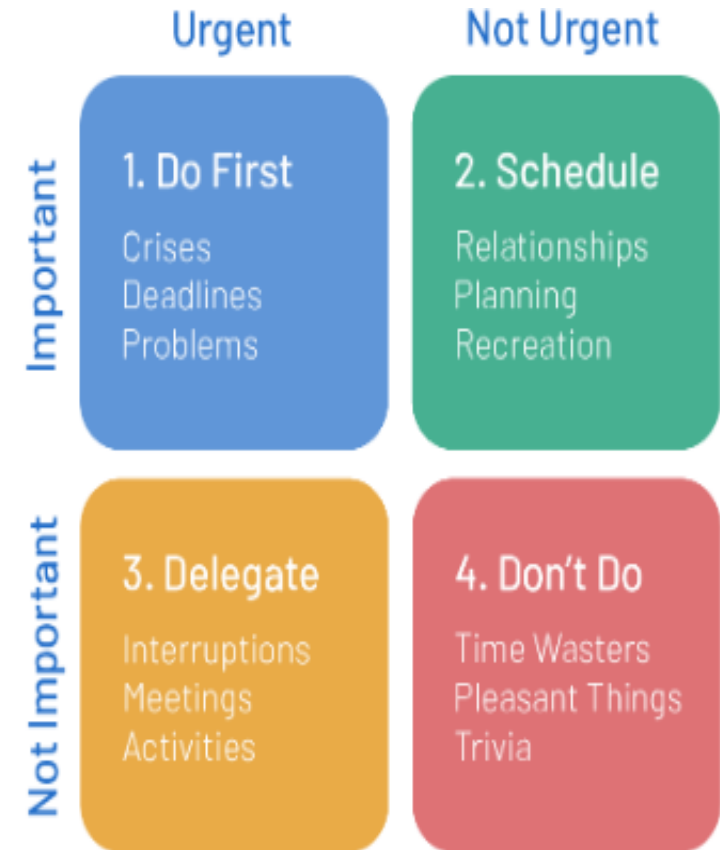 Urgent
Not Urgent
Important
1. Do First
Crises
Deadlines
Problems
2. Schedule
Relationships
Planning
Recreation
Not Important
3. Delegate
Interruptions
Meetings
Activities
4. Don't Do
Time Wasters
Pleasant Things
Trivia